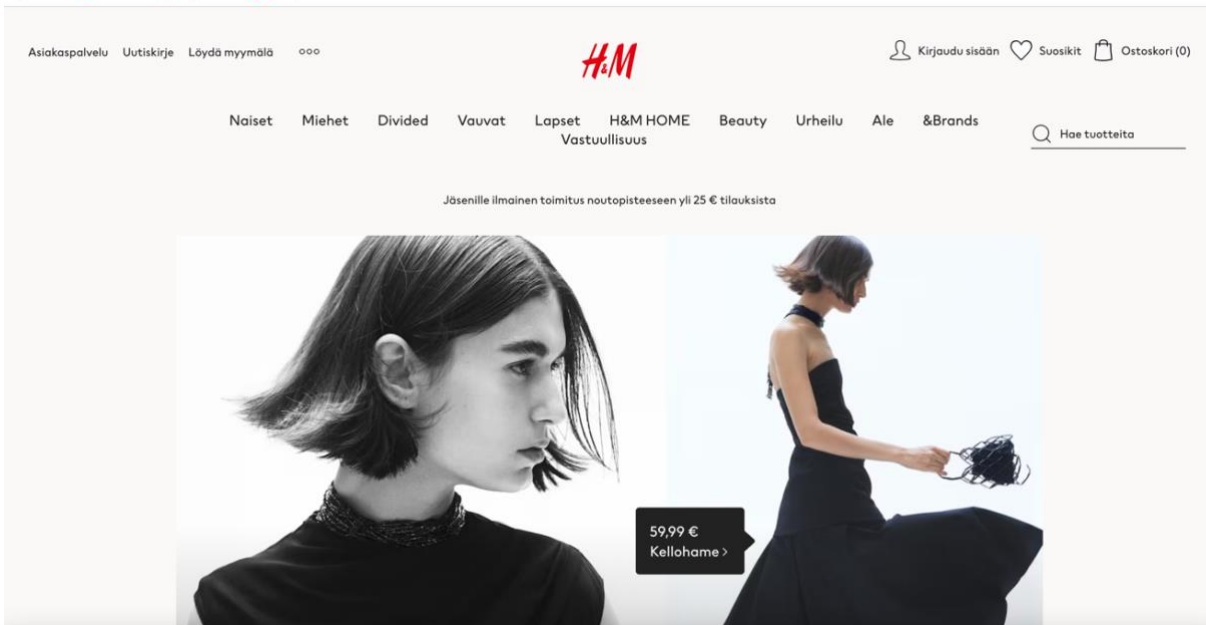 Asiakaspalvelu Uutiskirje Löydä myymälä
H&M
Kirjaudu sisään Suosikit Ostoskori (0)
Naiset Miehet Divided Vauvat Lapset H&M HOME Beauty Urheilu Ale &Brands
Vastuullisuus
Hae tuotteita
Jäsenille ilmainen toimitus noutopisteeseen yli 25 € tilauksista
59,99 €
Kellohame >